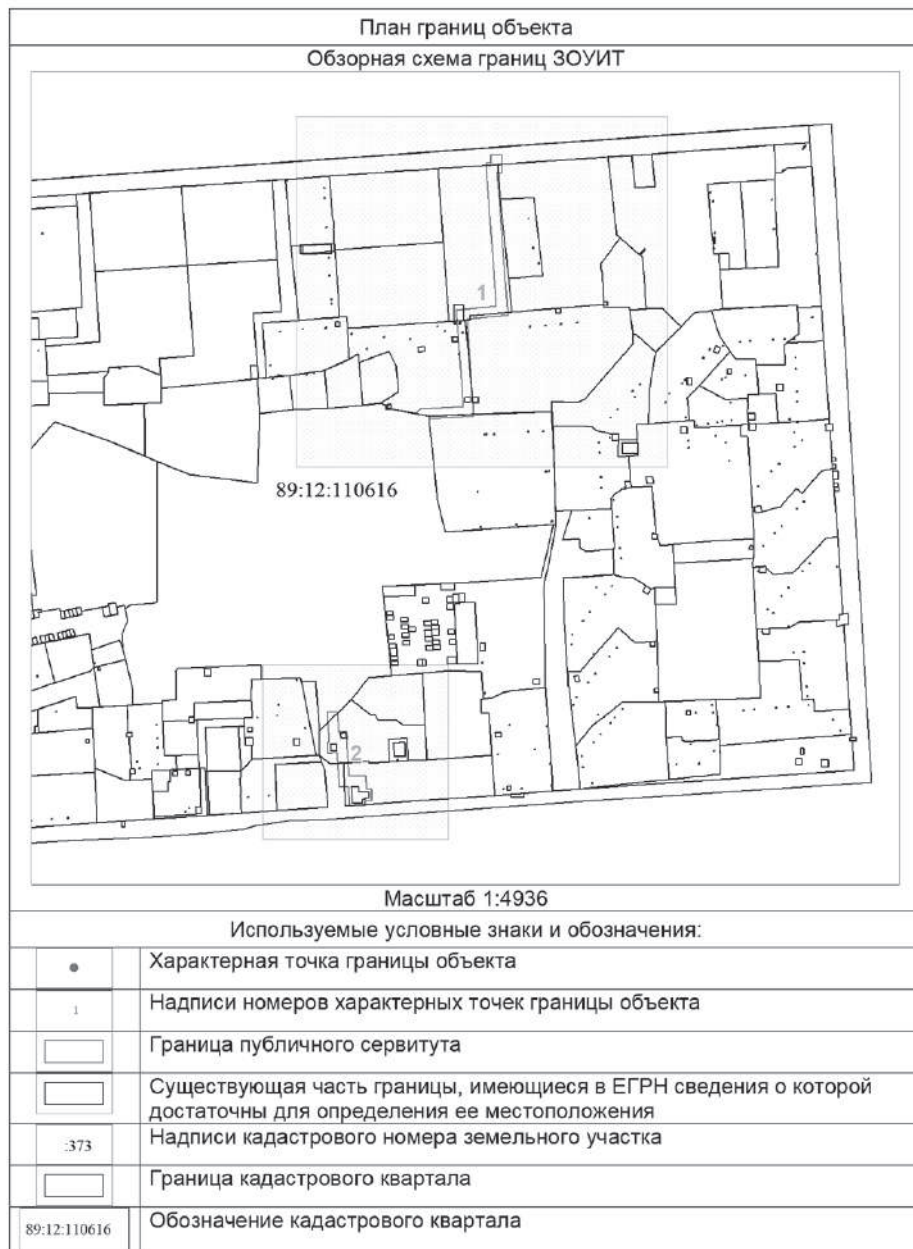 План границ объекта
Обзорная схема границ ЗОУИТ
1
89:12:110616
2
Масштаб 1:4936
Используемые условные знаки и обозначения:
Характерная точка границы объекта
1
Надписи номеров характерных точек границы объекта
Граница публичного сервитута
Существующая часть границы, имеющиеся в ЕГРН сведения о которой
достаточны для определения ее местоположения
:373
Надписи кадастрового номера земельного участка
Граница кадастрового квартала
89:12:110616
Обозначение кадастрового квартала